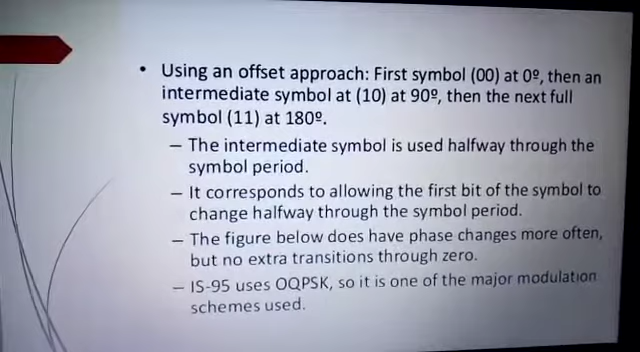 • Using an offset approach: First symbol (00) at 0º, then an
intermediate symbol at (10) at 90º, then the next full
symbol (11) at 180º.
– The intermediate symbol is used halfway through the
symbol period.
– It corresponds to allowing the first bit of the symbol to
change halfway through the symbol period.
– The figure below does have phase changes more often,
but no extra transitions through zero.
– IS-95 uses OQPSK, so it is one of the major modulation
schemes used.